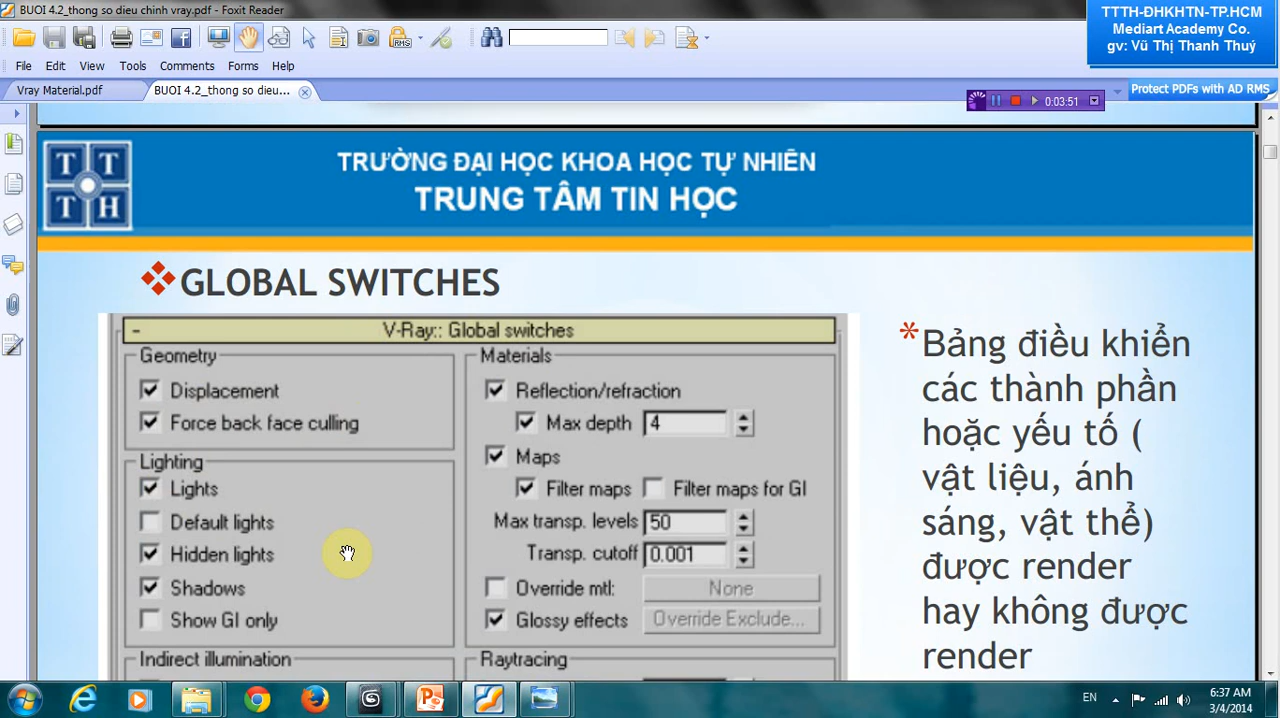 BUOI 4.2_thong so dieu chinh vray.pdf - Foxit Reader
TTTH-ĐHKHTN-TP.HCM
Mediart Academy Co.
gv: Vũ Thị Thanh Thuý
File Edit View Tools Comments Forms Help
Vray Material.pdf
BUOI 4.2_thong so dieu...
Protect PDFs with AD RMS
0:03:51
T T
T H
TRƯỜNG ĐẠI HỌC KHOA HỌC TỰ NHIÊN
TRUNG TÂM TIN HỌC
GLOBAL SWITCHES
- V-Ray:: Global switches
Geometry
Displacement
Force back face culling
Lighting
Lights
Default lights
Hidden lights
Shadows
Show GI only
Indirect illumination
Materials
Reflection/refraction
Max depth 4
Maps
Filter maps Filter maps for GI
Max transp. levels 50
Transp. cutoff 0.001
Override mtl: None
Glossy effects Override Exclude...
Raytracing
* Bảng điều khiển
các thành phần
hoặc yếu tố (
vật liệu, ánh
sáng, vật thể)
được render
hay không được
render
EN
6:37 AM
3/4/2014